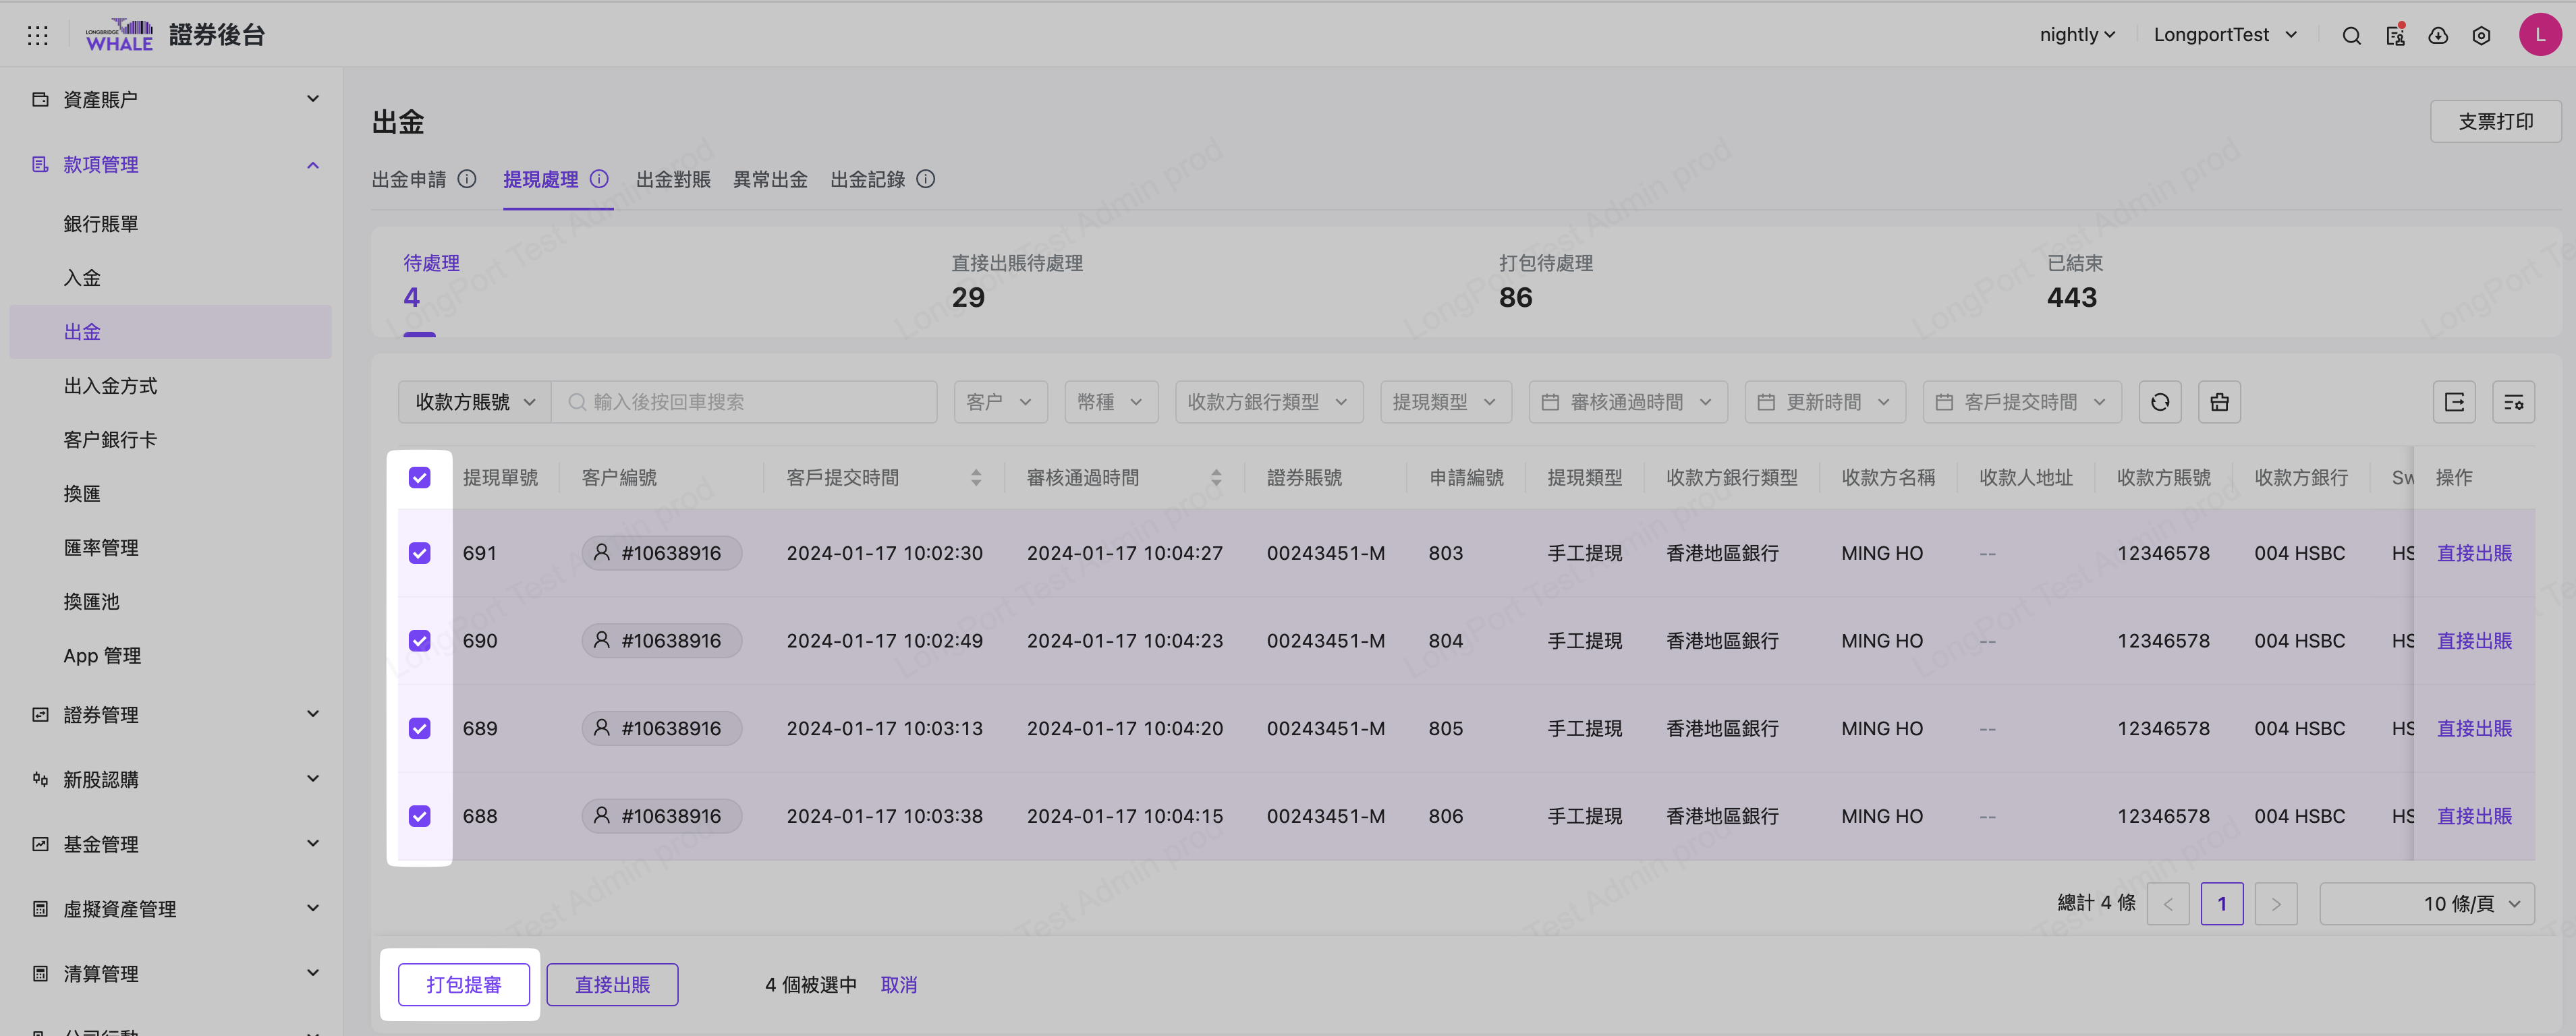 LONGBRIDGE
WHALE
證券後台
nightly
LongportTest
L
資產賬户
款項管理
銀行賬單
入金
出金
出入金方式
客户銀行卡
換匯
匯率管理
換匯池
App 管理
證券管理
新股認購
基金管理
虛擬資產管理
清算管理
公司行動
出金
支票打印
出金申請 提現處理 出金對賬 異常出金 出金記錄
待處理 直接出賬待處理 打包待處理 已結束
4 29 86 443
收款方賬號 輸入後按回車搜索 客户 幣種 收款方銀行類型 提現類型 審核通過時間 更新時間 客戶提交時間
提現單號 客户編號 客戶提交時間 審核通過時間 證券賬號 申請編號 提現類型 收款方銀行類型 收款方名稱 收款人地址 收款方賬號 收款方銀行 Sw 操作
691 #10638916 2024-01-17 10:02:30 2024-01-17 10:04:27 00243451-M 803 手工提現 香港地區銀行 MING HO -- 12346578 004 HSBC HS 直接出賬
690 #10638916 2024-01-17 10:02:49 2024-01-17 10:04:23 00243451-M 804 手工提現 香港地區銀行 MING HO -- 12346578 004 HSBC HS 直接出賬
689 #10638916 2024-01-17 10:03:13 2024-01-17 10:04:20 00243451-M 805 手工提現 香港地區銀行 MING HO -- 12346578 004 HSBC HS 直接出賬
688 #10638916 2024-01-17 10:03:38 2024-01-17 10:04:15 00243451-M 806 手工提現 香港地區銀行 MING HO -- 12346578 004 HSBC HS 直接出賬
總計 4 條 < 1 > 10 條/頁
打包提審 直接出賬 4 個被選中 取消
LongPort Test Admin prod